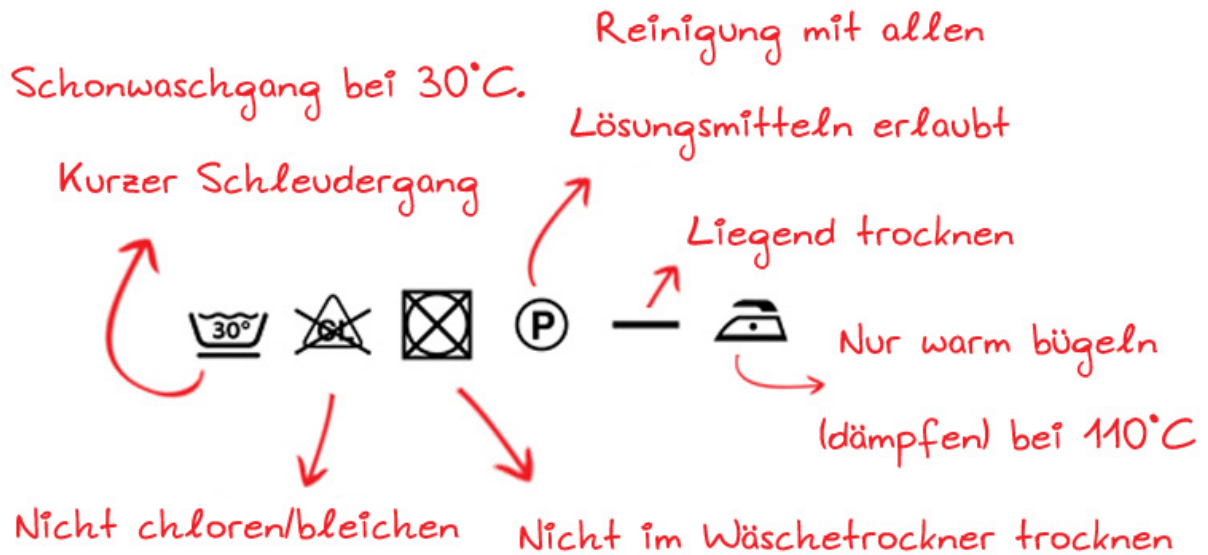 Reinigung mit allen
Lösungsmitteln erlaubt
Schonwaschgang bei 30°C.
Kurzer Schleudergang
Liegend trocknen
30°
CL
P
Nur warm bügeln
(dämpfen) bei 110°C
Nicht chloren/bleichen
Nicht im Wäschetrockner trocknen